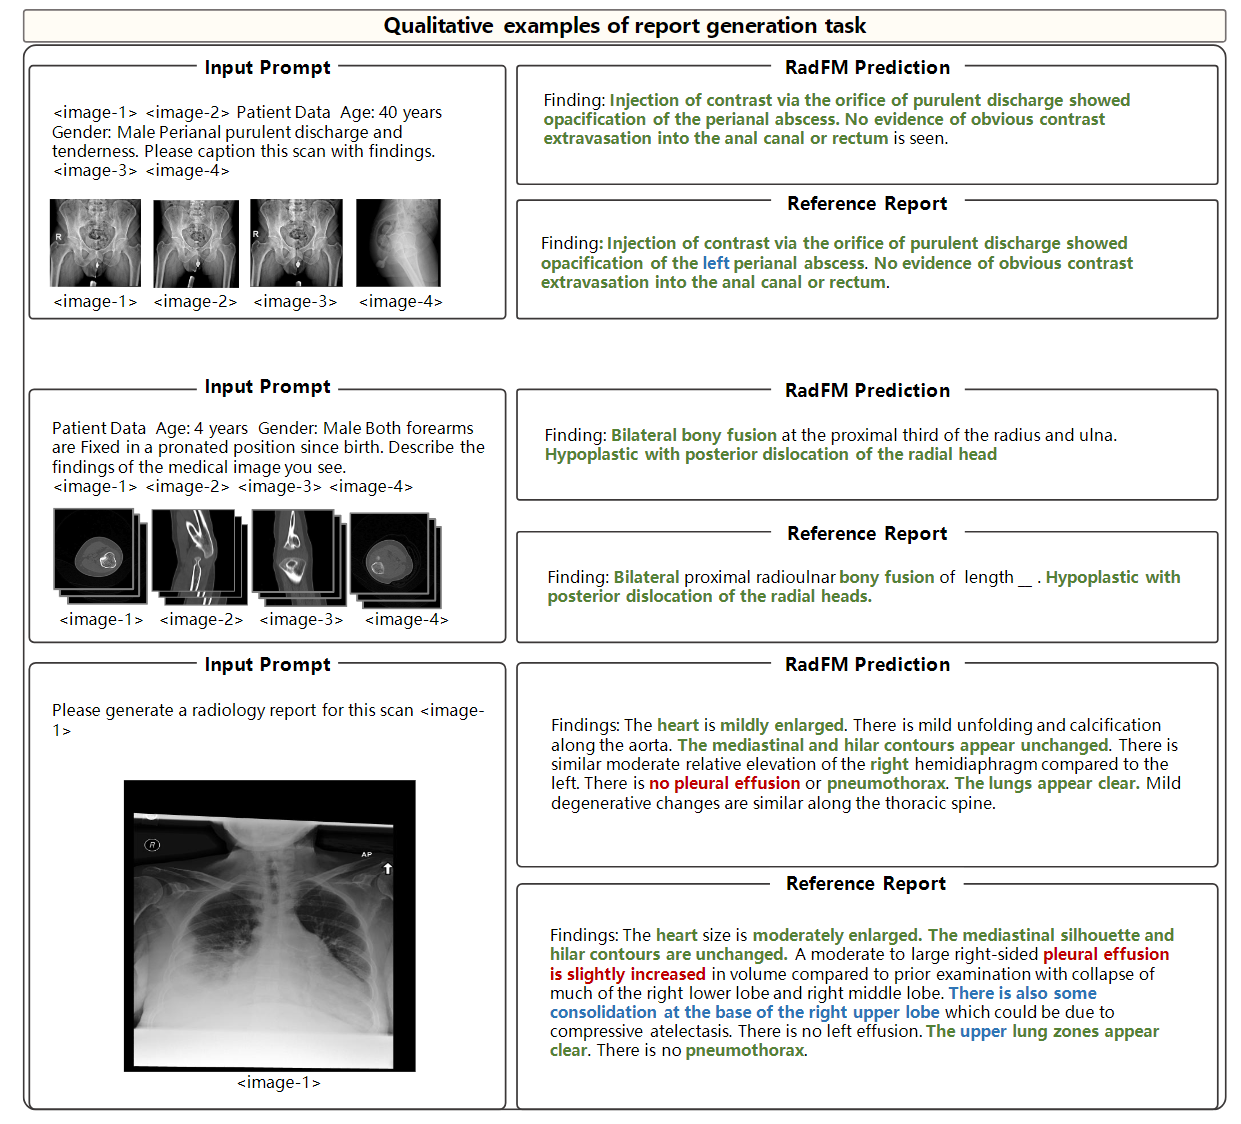 Qualitative examples of report generation task
Input Prompt
<image-1> <image-2> Patient Data Age: 40 years
Gender: Male Perianal purulent discharge and
tenderness. Please caption this scan with findings.
<image-3> <image-4>
R
R
<image-1> <image-2> <image-3> <image-4>
RadFM Prediction
Finding: Injection of contrast via the orifice of purulent discharge showed
opacification of the perianal abscess. No evidence of obvious contrast
extravasation into the anal canal or rectum is seen.
Reference Report
Finding: Injection of contrast via the orifice of purulent discharge showed
opacification of the left perianal abscess. No evidence of obvious contrast
extravasation into the anal canal or rectum.
Input Prompt
Patient Data Age: 4 years Gender: Male Both forearms
are Fixed in a pronated position since birth. Describe the
findings of the medical image you see.
<image-1> <image-2> <image-3> <image-4>
<image-1> <image-2> <image-3> <image-4>
RadFM Prediction
Finding: Bilateral bony fusion at the proximal third of the radius and ulna.
Hypoplastic with posterior dislocation of the radial head
Reference Report
Finding: Bilateral proximal radioulnar bony fusion of length __ . Hypoplastic with
posterior dislocation of the radial heads.
Input Prompt
Please generate a radiology report for this scan <image-
1>
R
AP
<image-1>
RadFM Prediction
Findings: The heart is mildly enlarged. There is mild unfolding and calcification
along the aorta. The mediastinal and hilar contours appear unchanged. There is
similar moderate relative elevation of the right hemidiaphragm compared to the
left. There is no pleural effusion or pneumothorax. The lungs appear clear. Mild
degenerative changes are similar along the thoracic spine.
Reference Report
Findings: The heart size is moderately enlarged. The mediastinal silhouette and
hilar contours are unchanged. A moderate to large right-sided pleural effusion
is slightly increased in volume compared to prior examination with collapse of
much of the right lower lobe and right middle lobe. There is also some
consolidation at the base of the right upper lobe which could be due to
compressive atelectasis. There is no left effusion. The upper lung zones appear
clear. There is no pneumothorax.